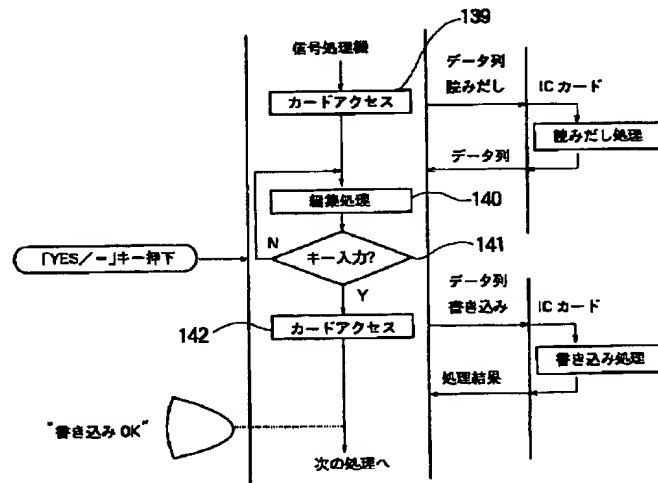 139
信号処理機
データ列
読みだし
ICカード
カードアクセス
読みだし処理
データ列
編集処理
140
N
キー入力?
141
「YES/=」キー押下
Y
データ列
書き込み
ICカード
142
カードアクセス
書き込み処理
処理結果
"書き込みOK"
次の処理へ